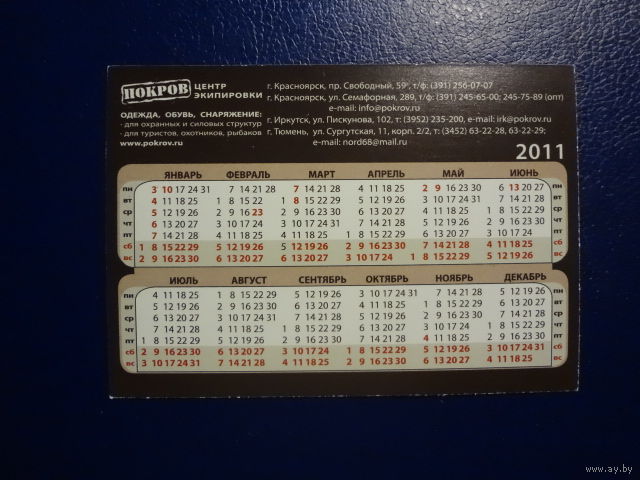 ПОКРОВ ЦЕНТР ЭКИПИРОВКИ
ОДЕЖДА, ОБУВЬ, СНАРЯЖЕНИЕ:
· для охранных и силовых структур
· для туристов, охотников, рыбаков
www.pokrov.ru
г. Красноярск, пр. Свободный, 59, т/ф: (391) 256-07-07
г. Красноярск, ул. Семафорная, 289, т/ф: (391) 245-65-00; 245-75-89 (опт)
e-mail: info@pokrov.ru
г. Иркутск, ул. Пискунова, 102, т/ф: (3952) 235-200, e-mail: irk@pokrov.ru
г. Тюмень, ул. Сургутская, 11, корп. 2/2, т: (3452) 63-22-28, 63-22-29;
e-mail: nord68@mail.ru
2011
ЯНВАРЬ ФЕВРАЛЬ МАРТ АПРЕЛЬ МАЙ ИЮНЬ
пн 3 10 17 24 31 7 14 21 28 7 14 21 28 4 11 18 25 2 9 16 23 30 6 13 20 27 пн
вт 4 11 18 25 1 8 15 22 1 8 15 22 29 5 12 19 26 3 10 17 24 31 7 14 21 28 вт
ср 5 12 19 26 2 9 16 23 2 9 16 23 30 6 13 20 27 4 11 18 25 1 8 15 22 29 ср
чт 6 13 20 27 3 10 17 24 3 10 17 24 31 7 14 21 28 5 12 19 26 2 9 16 23 30 чт
пт 7 14 21 28 4 11 18 25 4 11 18 25 1 8 15 22 29 6 13 20 27 3 10 17 24 пт
сб 1 8 15 22 29 5 12 19 26 5 12 19 26 2 9 16 23 30 7 14 21 28 4 11 18 25 сб
вс 2 9 16 23 30 6 13 20 27 6 13 20 27 3 10 17 24 1 8 15 22 29 5 12 19 26 вс
ИЮЛЬ АВГУСТ СЕНТЯБРЬ ОКТЯБРЬ НОЯБРЬ ДЕКАБРЬ
пн 4 11 18 25 1 8 15 22 29 5 12 19 26 3 10 17 24 31 7 14 21 28 5 12 19 26 пн
вт 5 12 19 26 2 9 16 23 30 6 13 20 27 4 11 18 25 1 8 15 22 29 6 13 20 27 вт
ср 6 13 20 27 3 10 17 24 31 7 14 21 28 5 12 19 26 2 9 16 23 30 7 14 21 28 ср
чт 7 14 21 28 4 11 18 25 1 8 15 22 29 6 13 20 27 3 10 17 24 1 8 15 22 29 чт
пт 1 8 15 22 29 5 12 19 26 2 9 16 23 30 7 14 21 28 4 11 18 25 2 9 16 23 30 пт
сб 2 9 16 23 30 6 13 20 27 3 10 17 24 1 8 15 22 29 5 12 19 26 3 10 17 24 31 сб
вс 3 10 17 24 31 7 14 21 28 4 11 18 25 2 9 16 23 30 6 13 20 27 4 11 18 25 вс
www.ay.by